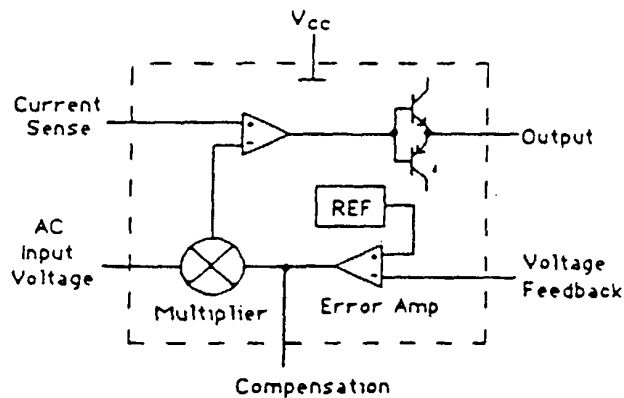 Vcc
Current
Sense
+
-
Output
REF
AC
Input
Voltage
+
-
Voltage
Feedback
Multiplier
Error Amp
Compensation